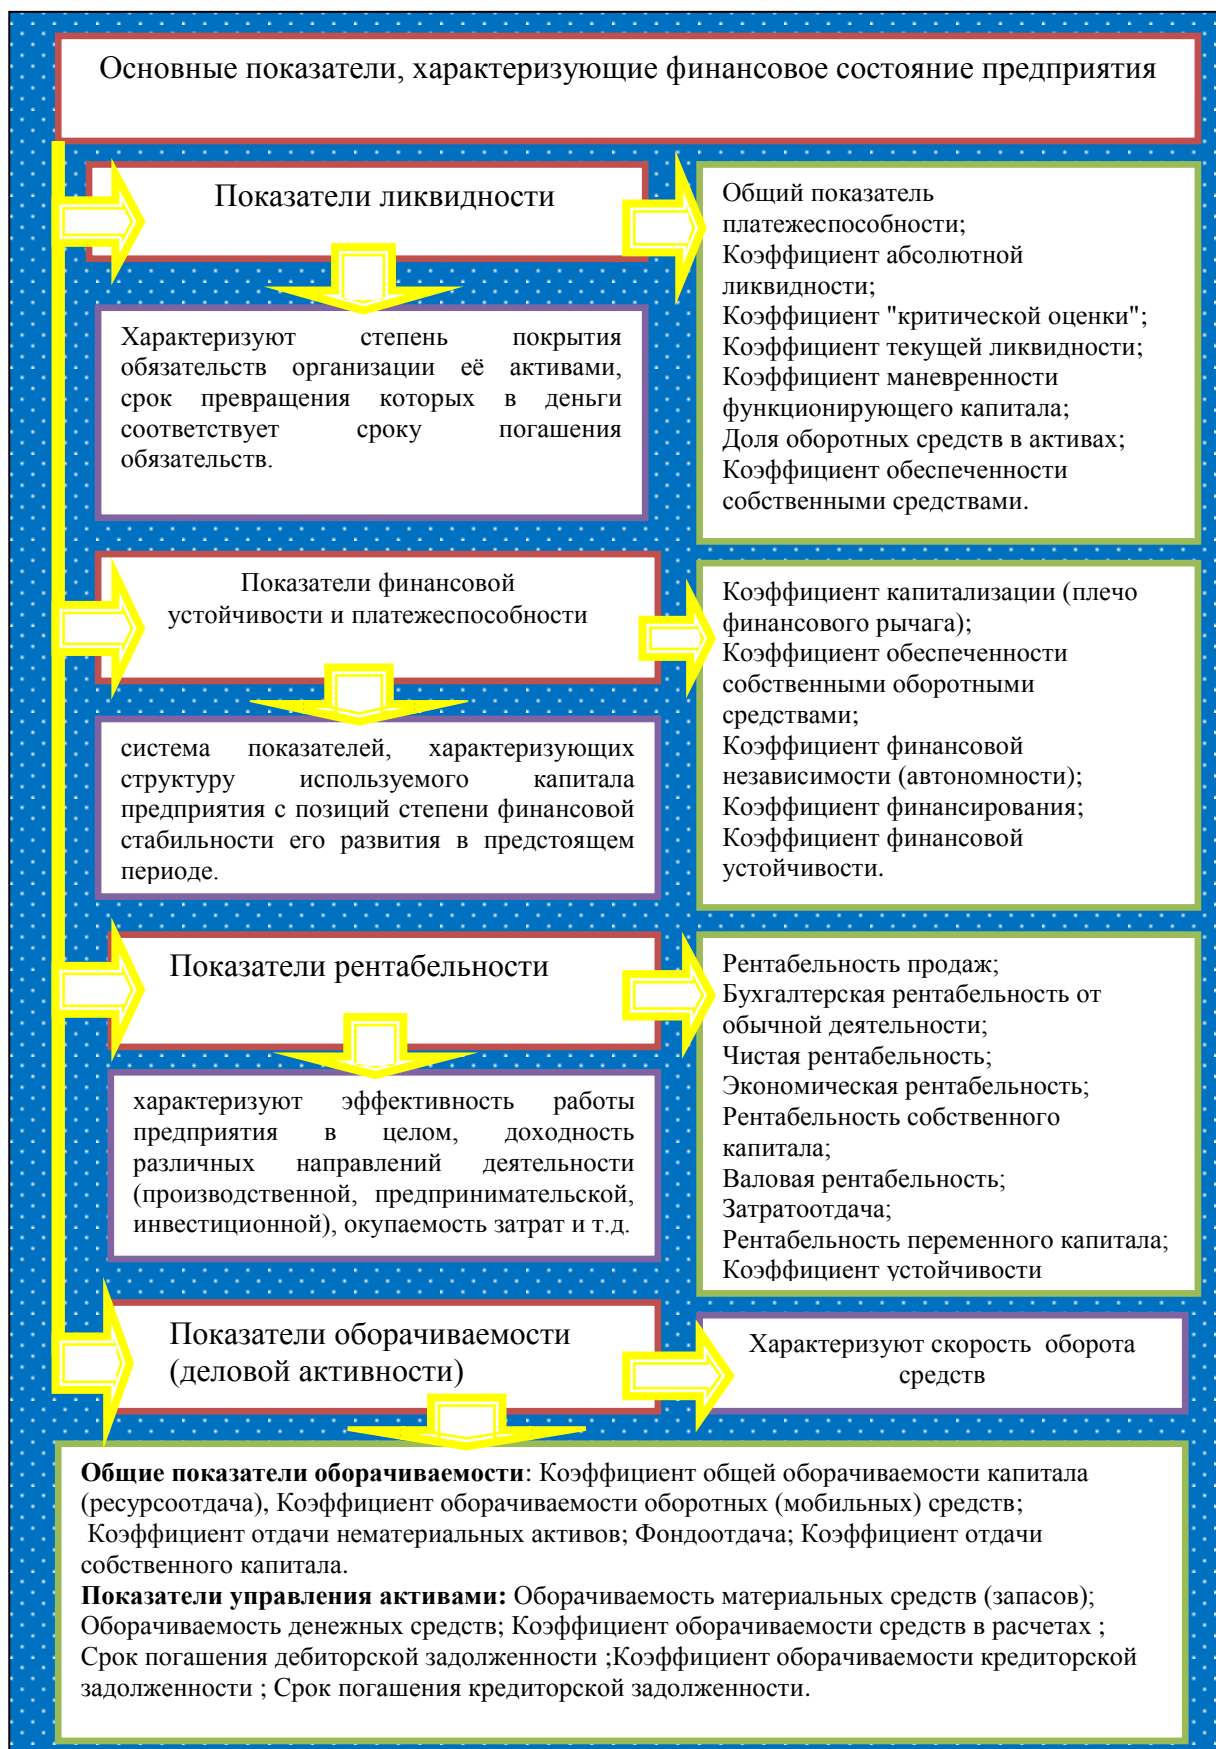 Основные показатели, характеризующие финансовое состояние предприятия
Показатели ликвидности
Общий показатель
платежеспособности;
Коэффициент абсолютной
ликвидности;
Коэффициент "критической оценки";
Коэффициент текущей ликвидности;
Коэффициент маневренности
функционирующего капитала;
Доля оборотных средств в активах;
Коэффициент обеспеченности
собственными средствами.
Характеризуют степень покрытия
обязательств организации её активами,
срок превращения которых в деньги
соответствует сроку погашения
обязательств.
Показатели финансовой
устойчивости и платежеспособности
Коэффициент капитализации (плечо
финансового рычага);
Коэффициент обеспеченности
собственными оборотными
средствами;
Коэффициент финансовой
независимости (автономности);
Коэффициент финансирования;
Коэффициент финансовой
устойчивости.
система показателей, характеризующих
структуру используемого капитала
предприятия с позиций степени финансовой
стабильности его развития в предстоящем
периоде.
Показатели рентабельности
Рентабельность продаж;
Бухгалтерская рентабельность от
обычной деятельности;
Чистая рентабельность;
Экономическая рентабельность;
Рентабельность собственного
капитала;
Валовая рентабельность;
Затратоотдача;
Рентабельность переменного капитала;
Коэффициент устойчивости
характеризуют эффективность работы
предприятия в целом, доходность
различных направлений деятельности
(производственной, предпринимательской,
инвестиционной), окупаемость затрат и т.д.
Показатели оборачиваемости
(деловой активности)
Характеризуют скорость оборота
средств
Общие показатели оборачиваемости: Коэффициент общей оборачиваемости капитала
(ресурсоотдача), Коэффициент оборачиваемости оборотных (мобильных) средств;
Коэффициент отдачи нематериальных активов; Фондоотдача; Коэффициент отдачи
собственного капитала.
Показатели управления активами: Оборачиваемость материальных средств (запасов);
Оборачиваемость денежных средств; Коэффициент оборачиваемости средств в расчетах ;
Срок погашения дебиторской задолженности ;Коэффициент оборачиваемости кредиторской
задолженности ; Срок погашения кредиторской задолженности.